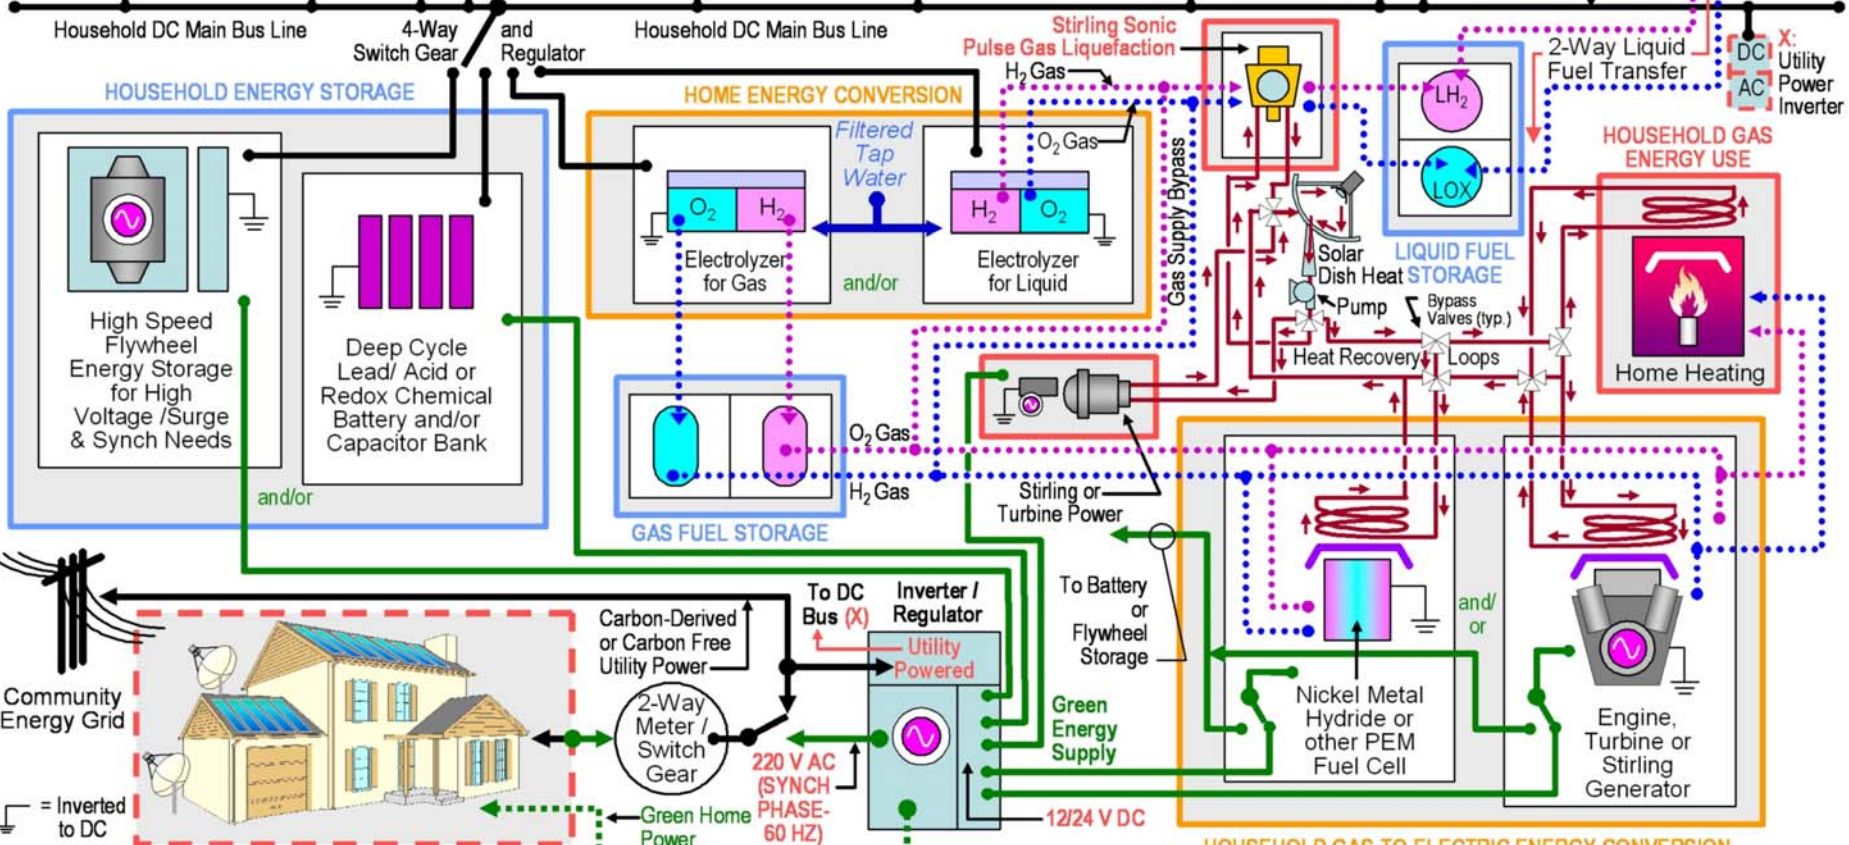 Household DC Main Bus Line
4-Way
Switch Gear
and
Regulator
Household DC Main Bus Line
Stirling Sonic
Pulse Gas Liquefaction
H2 Gas
O2 Gas
2-Way Liquid
Fuel Transfer
DC
AC
X:
Utility
Power
Inverter
HOUSEHOLD ENERGY STORAGE
High Speed
Flywheel
Energy Storage
for High
Voltage /Surge
& Synch Needs
Deep Cycle
Lead/ Acid or
Redox Chemical
Battery and/or
Capacitor Bank
and/or
HOME ENERGY CONVERSION
Filtered
Tap
Water
O2
H2
Electrolyzer
for Gas
and/or
H2
O2
Electrolyzer
for Liquid
Gas Supply Bypass
LH2
LOX
LIQUID FUEL
STORAGE
HOUSEHOLD GAS
ENERGY USE
Home Heating
Solar
Dish Heat
Pump
Bypass
Valves (typ.)
Heat Recovery
Loops
O2 Gas
H2 Gas
GAS FUEL STORAGE
Stirling or
Turbine Power
To Battery
or
Flywheel
Storage
Nickel Metal
Hydride or
other PEM
Fuel Cell
and/
or
Engine,
Turbine or
Stirling
Generator
HOUSEHOLD GAS TO ELECTRIC ENERGY CONVERSION
Community
Energy Grid
= Inverted
to DC
Carbon-Derived
or Carbon Free
Utility Power
To DC
Bus (X)
Inverter /
Regulator
Utility
Powered
2-Way
Meter /
Switch
Gear
220 V AC
(SYNCH
PHASE-
60 HZ)
Green
Energy
Supply
12/24 V DC
Green Home
Power